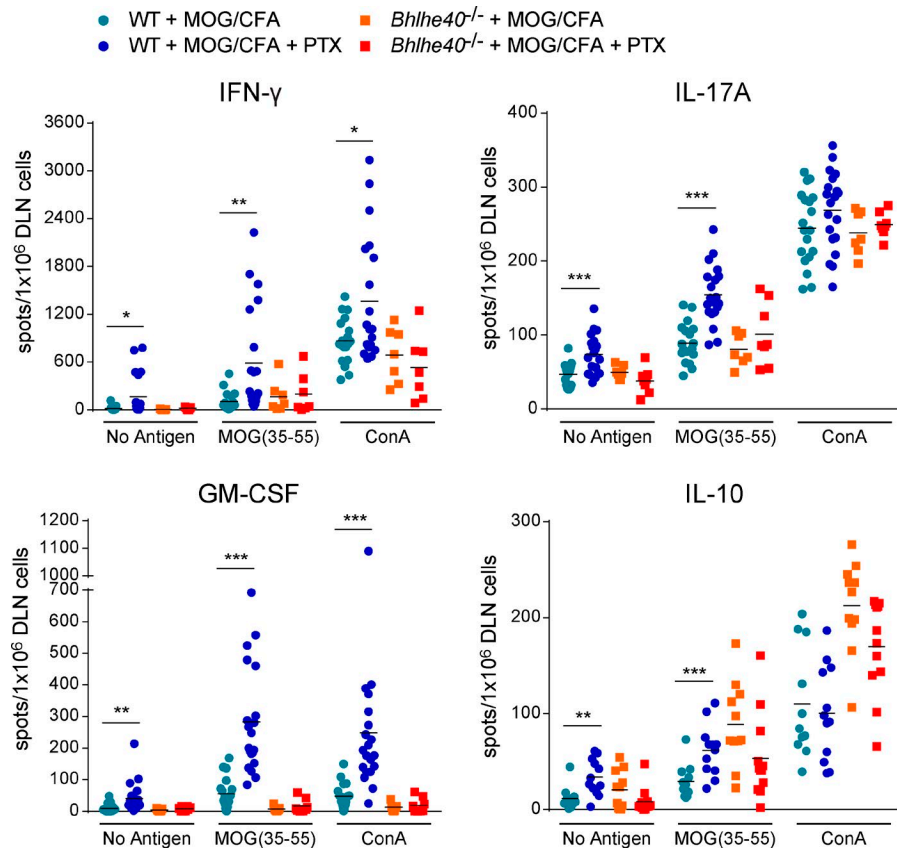 WT + MOG/CFA
Bhlhe40-/- + MOG/CFA
WT + MOG/CFA + PTX
Bhlhe40-/- + MOG/CFA + PTX
IFN-γ
spots/1x10⁶ DLN cells
3600
3000
2400
1800
1200
600
0
*
**
*
No Antigen
MOG(35-55)
ConA
IL-17A
spots/1x10⁶ DLN cells
400
300
200
100
0
***
***
No Antigen
MOG(35-55)
ConA
GM-CSF
spots/1x10⁶ DLN cells
1200
1100
1000
700
600
500
400
300
200
100
0
**
***
***
No Antigen
MOG(35-55)
ConA
IL-10
spots/1x10⁶ DLN cells
300
200
100
0
**
***
No Antigen
MOG(35-55)
ConA